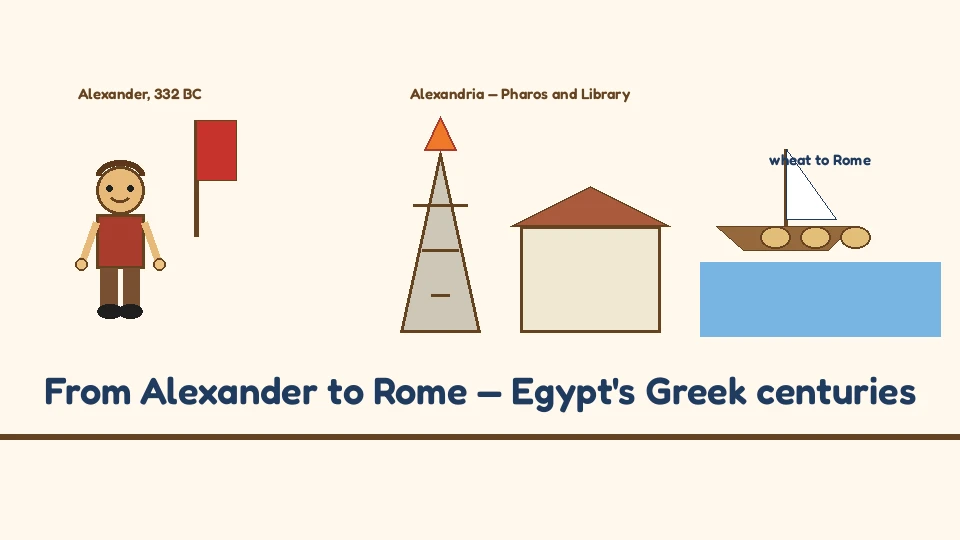 Alexander, 332 BC
Alexandria — Pharos and Library
wheat to Rome
From Alexander to Rome — Egypt's Greek centuries